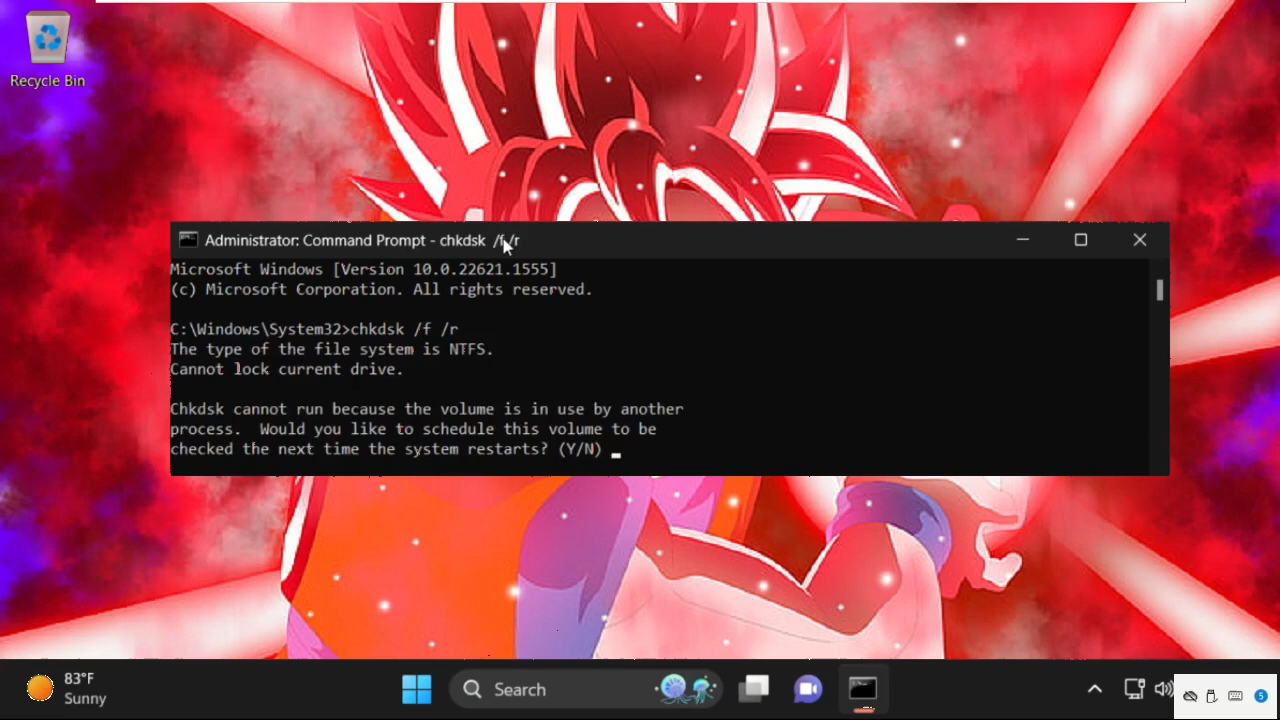 Recycle Bin
Administrator: Command Prompt - chkdsk /f /r
Microsoft Windows [Version 10.0.22621.1555]
(c) Microsoft Corporation. All rights reserved.
C:\Windows\System32>chkdsk /f /r
The type of the file system is NTFS.
Cannot lock current drive.
Chkdsk cannot run because the volume is in use by another
process.  Would you like to schedule this volume to be
checked the next time the system restarts? (Y/N)
83°F
Sunny
Search
5